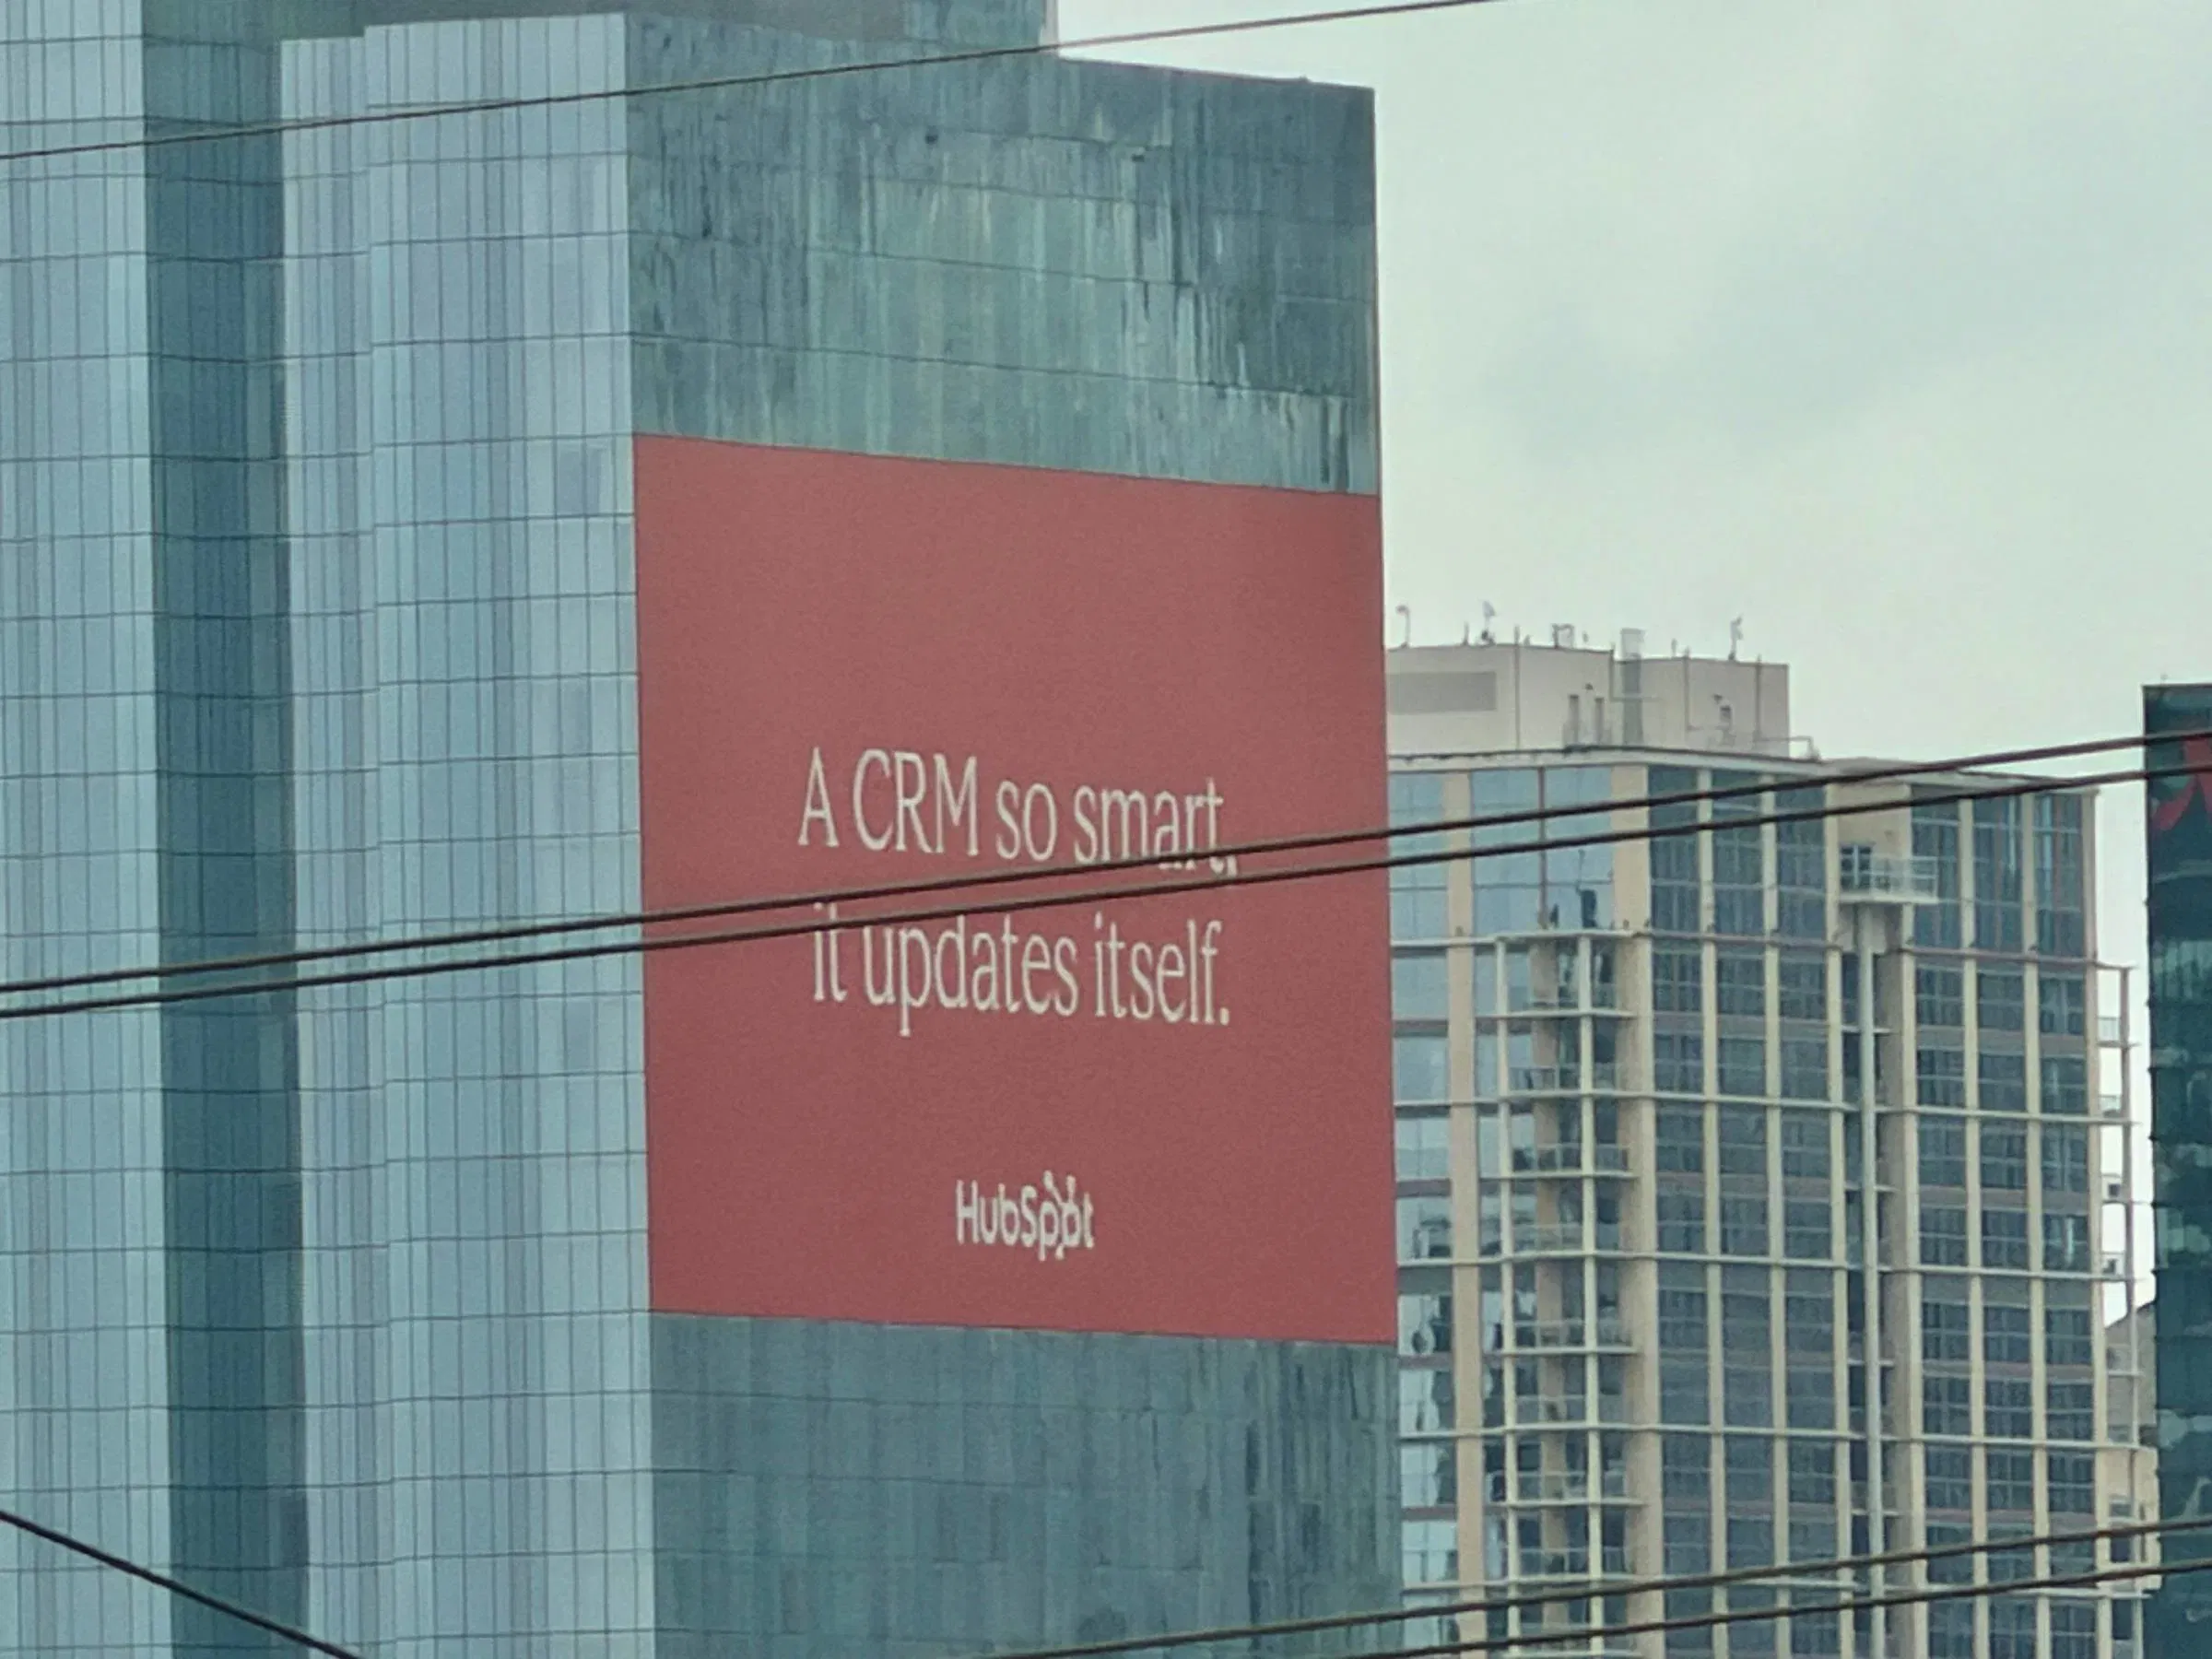 A CRM so smart,
it updates itself.
HubSpot